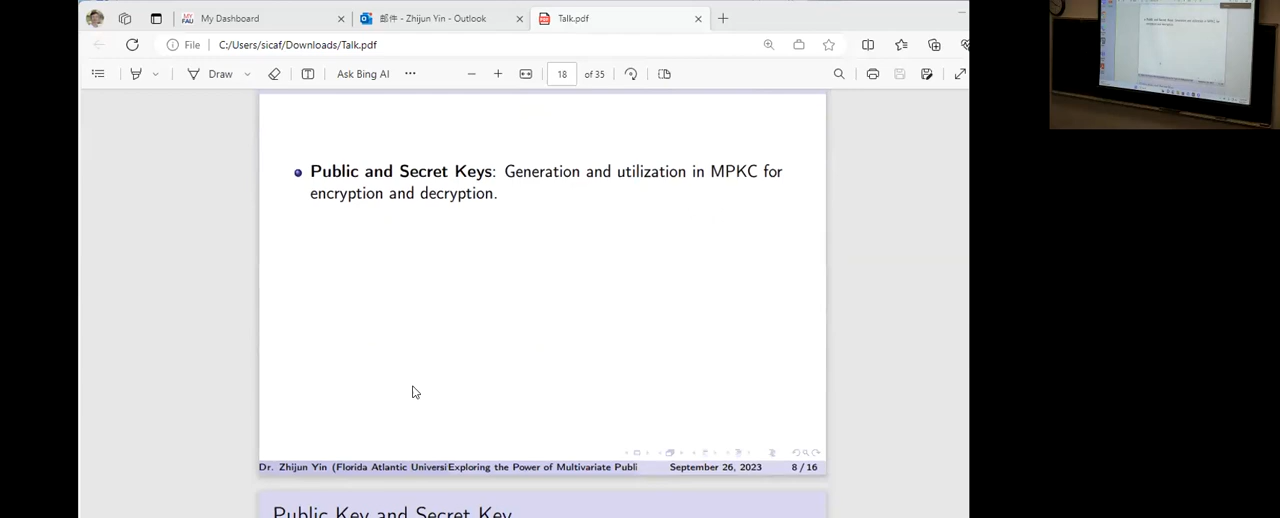 My Dashboard
邮件 - Zhijun Yin - Outlook
Talk.pdf
File
C:/Users/sicaf/Downloads/Talk.pdf
Draw
Ask Bing AI
18 of 35
Public and Secret Keys: Generation and utilization in MPKC for
encryption and decryption.
Dr. Zhijun Yin (Florida Atlantic Universi Exploring the Power of Multivariate Publi September 26, 2023 8 / 16
Public Key and Secret Key